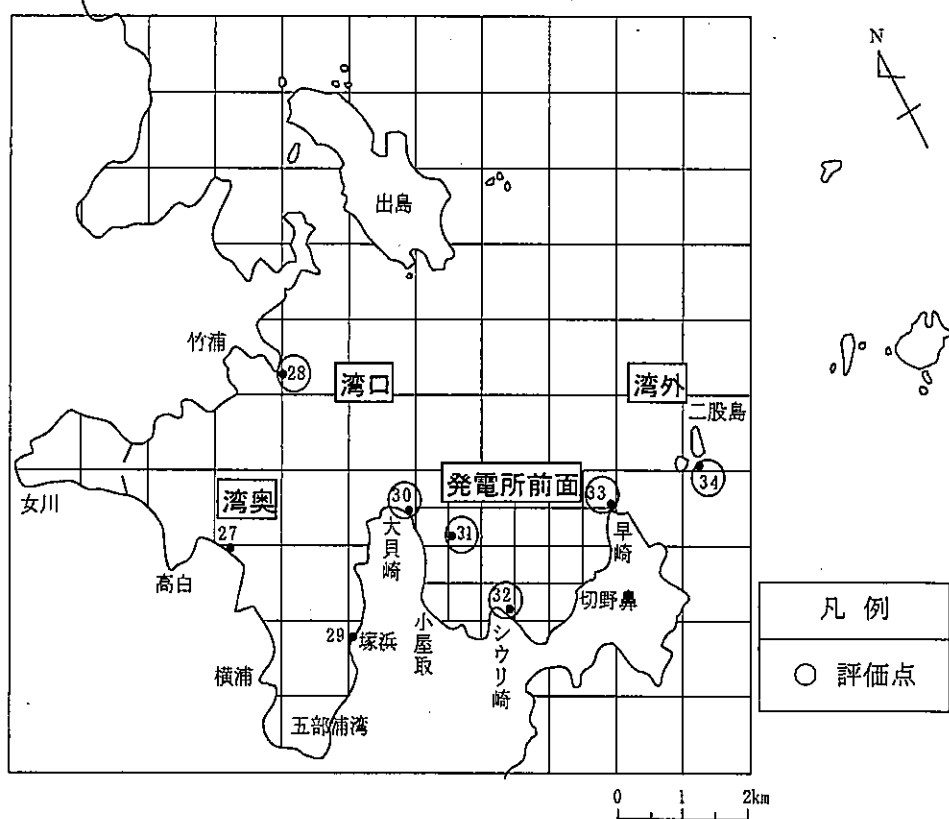 N
出島
竹浦
28
湾口
湾外
二股島
34
女川
湾奥
27
高白
30
発電所前面
33
大貝崎
31
早崎
32
切野鼻
29
塚浜
小屋取
シウリ崎
横浦
五部浦湾
凡例
○ 評価点
0 1 2km